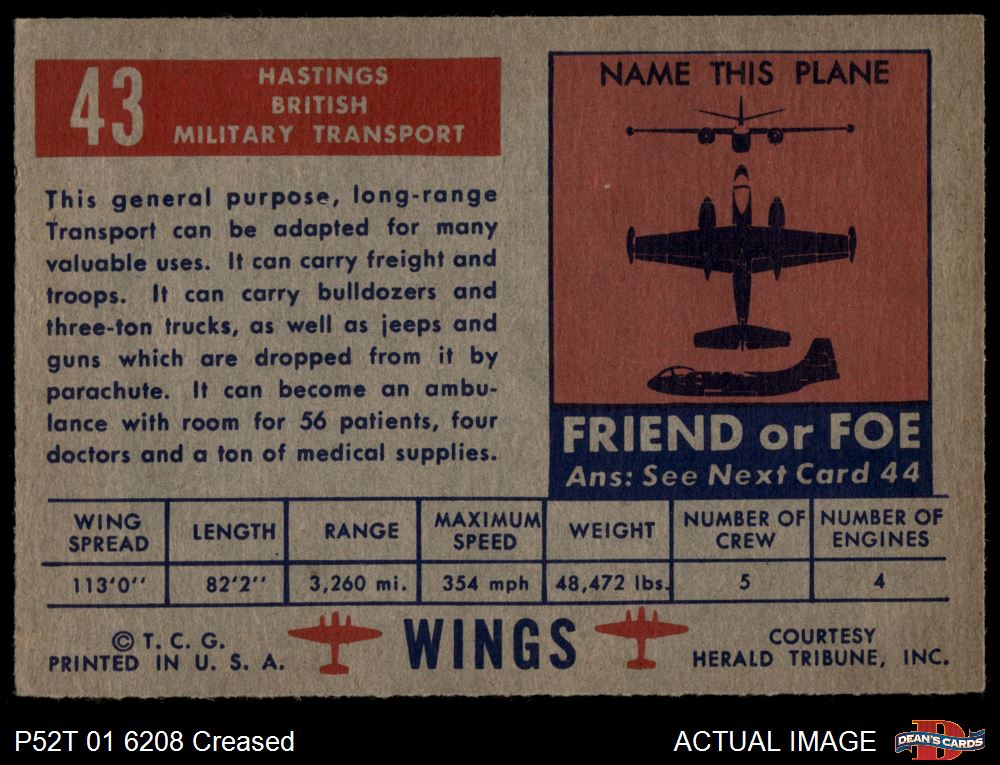 43
HASTINGS
BRITISH
MILITARY TRANSPORT
This general purpose, long-range
Transport can be adapted for many
valuable uses. It can carry freight and
troops. It can carry bulldozers and
three-ton trucks, as well as jeeps and
guns which are dropped from it by
parachute. It can become an ambu-
lance with room for 56 patients, four
doctors and a ton of medical supplies.
NAME THIS PLANE
FRIEND or FOE
Ans: See Next Card 44
WING SPREAD LENGTH RANGE MAXIMUM SPEED WEIGHT NUMBER OF CREW NUMBER OF ENGINES
113'0'' 82'2'' 3,260 mi. 354 mph 48,472 lbs. 5 4
© T. C. G.
PRINTED IN U. S. A.
WINGS
COURTESY
HERALD TRIBUNE, INC.
P52T 01 6208 Creased
ACTUAL IMAGE
D
DEAN'S CARDS